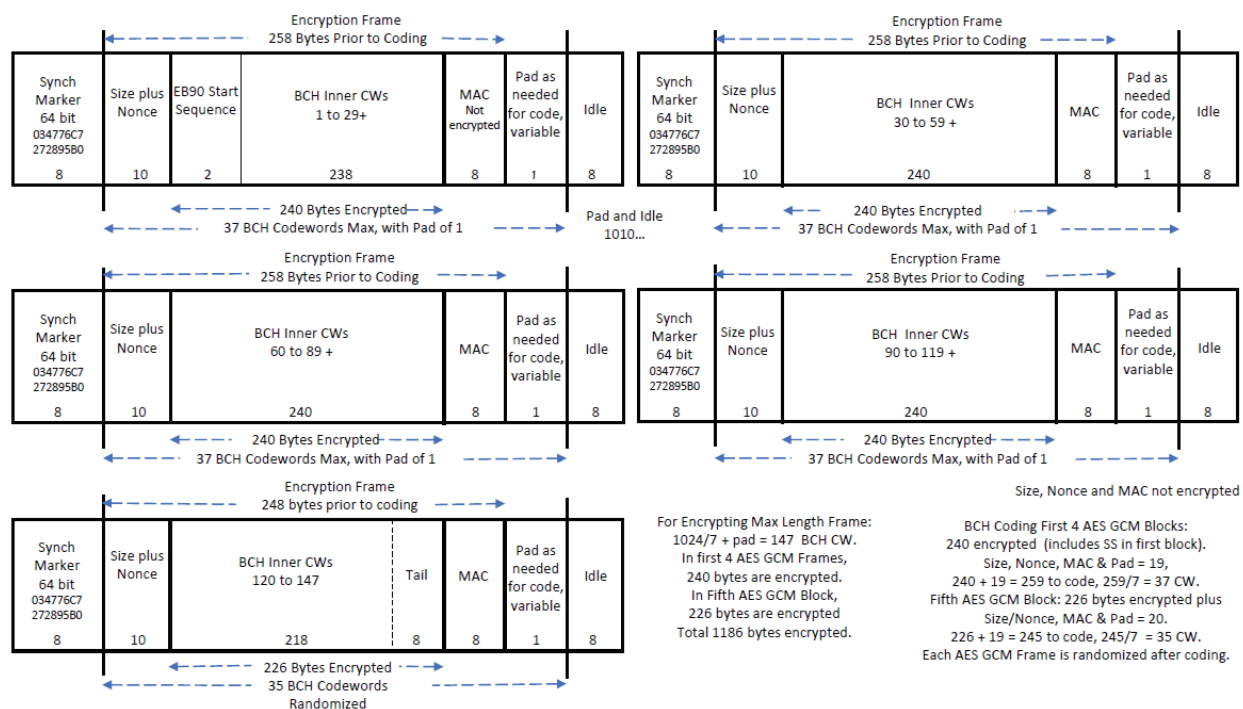 Encryption Frame
258 Bytes Prior to Coding
Synch
Marker
64 bit
034776C7
272895B0
8
Size plus
Nonce
10
EB90 Start
Sequence
2
BCH Inner CWs
1 to 29+
238
MAC
Not
encrypted
8
Pad as
needed
for code,
variable
1
Idle
8
240 Bytes Encrypted
37 BCH Codewords Max, with Pad of 1
Pad and Idle
1010...
Encryption Frame
258 Bytes Prior to Coding
Synch
Marker
64 bit
034776C7
272895B0
8
Size plus
Nonce
10
BCH Inner CWs
30 to 59 +
240
MAC
8
Pad as
needed
for code,
variable
1
Idle
8
240 Bytes Encrypted
37 BCH Codewords Max, with Pad of 1
Encryption Frame
258 Bytes Prior to Coding
Synch
Marker
64 bit
034776C7
272895B0
8
Size plus
Nonce
10
BCH Inner CWs
60 to 89 +
240
MAC
8
Pad as
needed
for code,
variable
1
Idle
8
240 Bytes Encrypted
37 BCH Codewords Max, with Pad of 1
Encryption Frame
258 Bytes Prior to Coding
Synch
Marker
64 bit
034776C7
272895B0
8
Size plus
Nonce
10
BCH Inner CWs
90 to 119 +
240
MAC
8
Pad as
needed
for code,
variable
1
Idle
8
240 Bytes Encrypted
37 BCH Codewords Max, with Pad of 1
Encryption Frame
248 bytes prior to coding
Synch
Marker
64 bit
034776C7
272895B0
8
Size plus
Nonce
10
BCH Inner CWs
120 to 147
218
Tail
8
MAC
8
Pad as
needed
for code,
variable
1
Idle
8
226 Bytes Encrypted
35 BCH Codewords
Randomized
For Encrypting Max Length Frame:
1024/7 + pad = 147 BCH CW.
In first 4 AES GCM Frames,
240 bytes are encrypted.
In Fifth AES GCM Block,
226 bytes are encrypted
Total 1186 bytes encrypted.
Size, Nonce and MAC not encrypted
BCH Coding First 4 AES GCM Blocks:
240 encrypted (includes SS in first block).
Size, Nonce, MAC & Pad = 19,
240 + 19 = 259 to code, 259/7 = 37 CW.
Fifth AES GCM Block: 226 bytes encrypted plus
Size/Nonce, MAC & Pad = 20.
226 + 19 = 245 to code, 245/7 = 35 CW.
Each AES GCM Frame is randomized after coding.